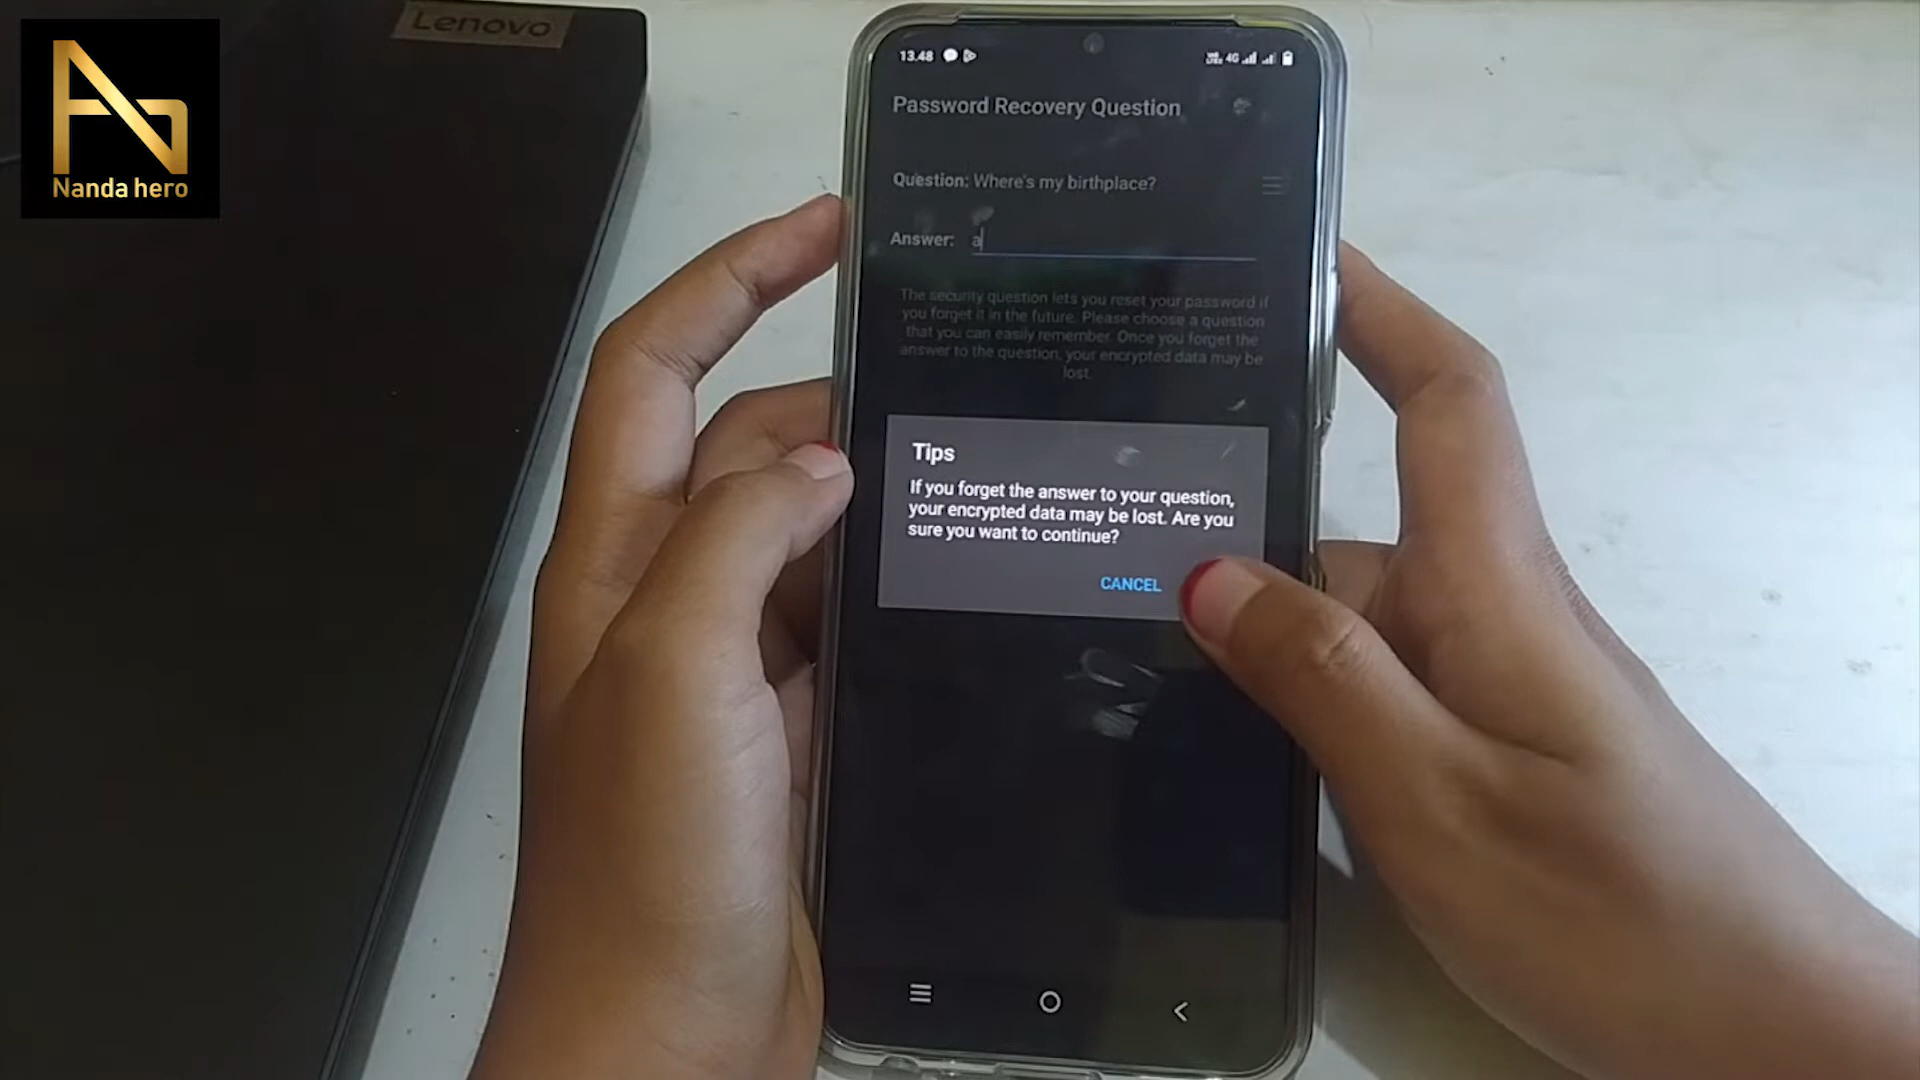 Lenovo
Nanda hero
13.48
4G
Password Recovery Question
Question: Where's my birthplace?
Answer: a
The security question lets you reset your password if
you forget it in the future. Please choose a question
that you can easily remember. Once you forget the
answer to the question, your encrypted data may be
lost.
Tips
If you forget the answer to your question,
your encrypted data may be lost. Are you
sure you want to continue?
CANCEL